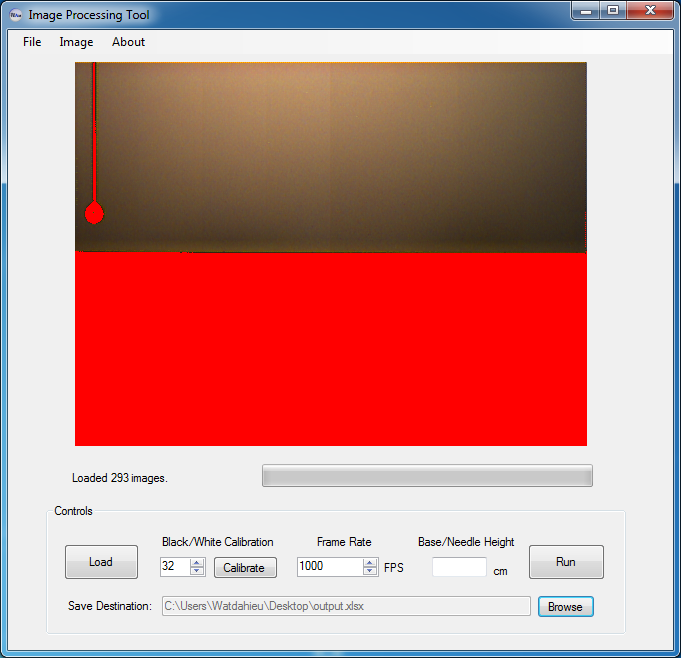 Image Processing Tool
File Image About
Loaded 293 images.
Controls
Black/White Calibration Frame Rate Base/Needle Height
Load 32 Calibrate 1000 FPS cm Run
Save Destination: C:\Users\Watdahieu\Desktop\output.xlsx Browse